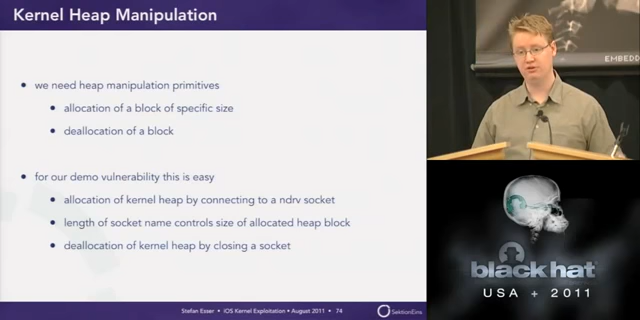 Kernel Heap Manipulation
• we need heap manipulation primitives
• allocation of a block of specific size
• deallocation of a block
• for our demo vulnerability this is easy
• allocation of kernel heap by connecting to a ndrv socket
• length of socket name controls size of allocated heap block
• deallocation of kernel heap by closing a socket
Stefan Esser • iOS Kernel Exploitation • August 2011 • 74
SektionEins
EMBEDD
black hat
USA + 2011